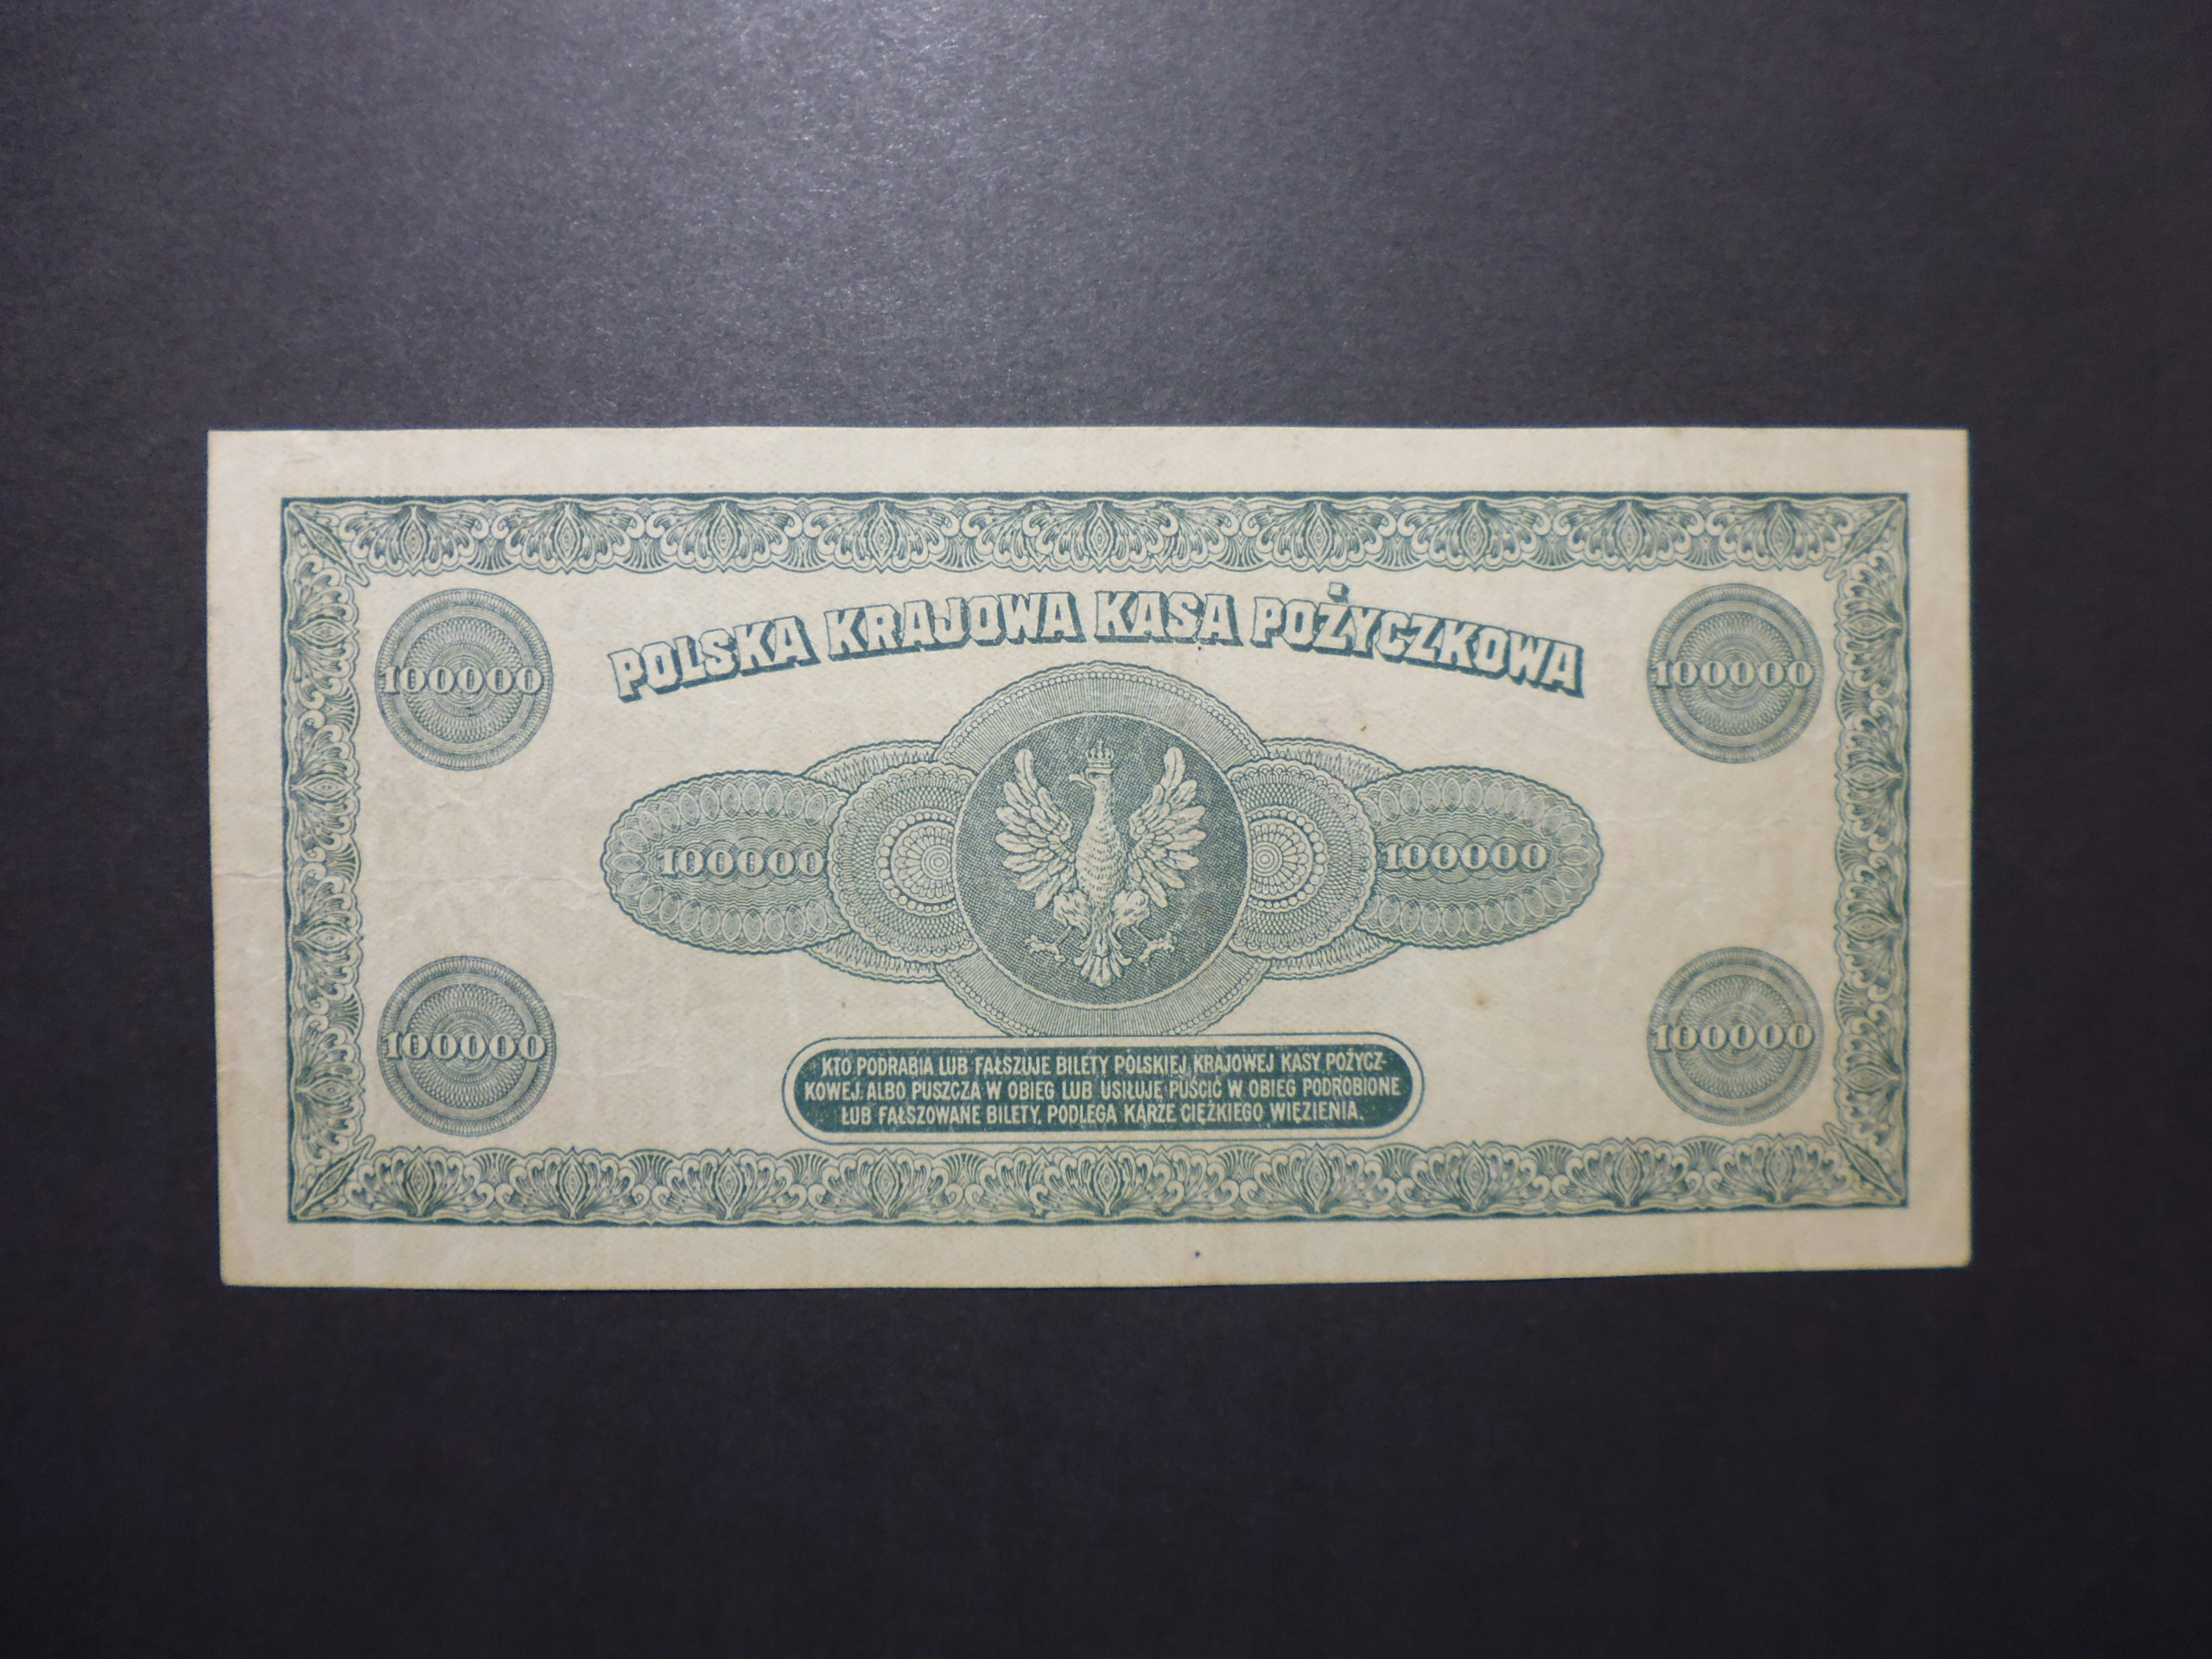 POLSKA KRAJOWA KASA POŻYCZKOWA
100000
100000
100000
100000
100000
100000
KTO PODRABIA LUB FAŁSZUJE BILETY POLSKIEJ KRAJOWEJ KASY POŻYCZ-
KOWEJ ALBO PUSZCZA W OBIEG LUB USIŁUJE PUŚCIĆ W OBIEG PODROBIONE
LUB FAŁSZOWANE BILETY, PODLEGA KARZE CIĘŻKIEGO WIĘZIENIA.